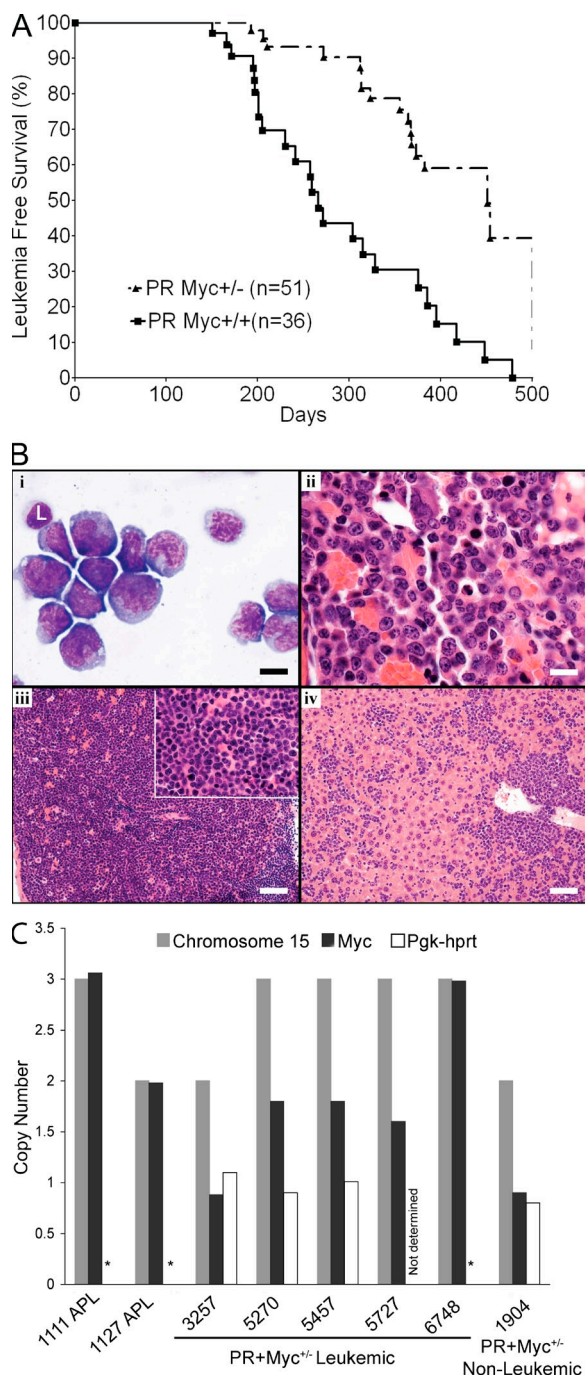 A
Leukemia Free Survival (%)
100
90
80
70
60
50
40
30
20
10
0
PR Myc+/- (n=51)
PR Myc+/+(n=36)
0
100
200
300
400
500
Days
B
i
L
ii
iii
iv
C
Chromosome 15
Myc
Pgk-hprt
Copy Number
3.5
3
2.5
2
1.5
1
0.5
0
*
*
Not determined
*
1111 APL
1127 APL
3257
5270
5457
5727
6748
1904
PR+Myc+/- Leukemic
PR+Myc+/-
Non-Leukemic